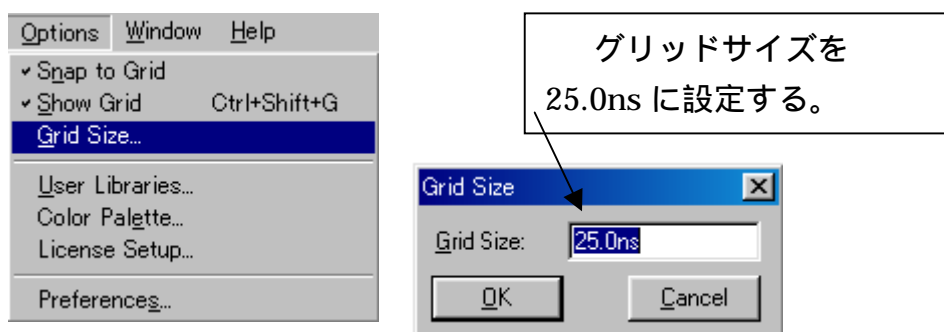 Options Window Help
Snap to Grid
Show Grid Ctrl+Shift+G
Grid Size...
User Libraries...
Color Palette...
License Setup...
Preferences...
グリッドサイズを
25.0ns に設定する。
Grid Size
Grid Size: 25.0ns
OK Cancel